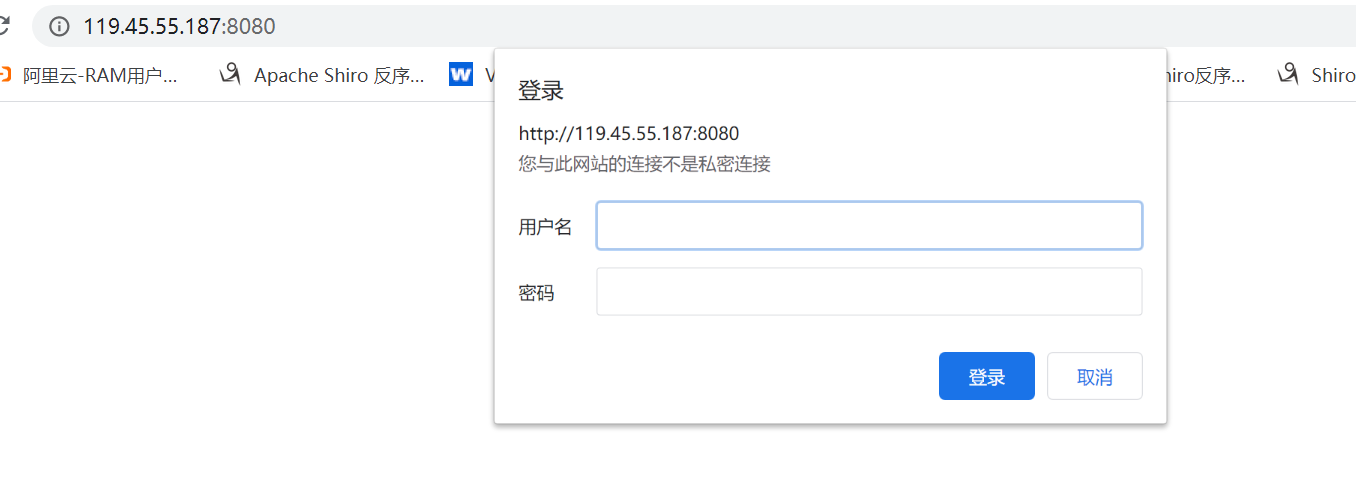 119.45.55.187:8080
阿里云-RAM用户...
Apache Shiro 反序...
hiro反序...
Shiro
登录
http://119.45.55.187:8080
您与此网站的连接不是私密连接
用户名
密码
登录 取消